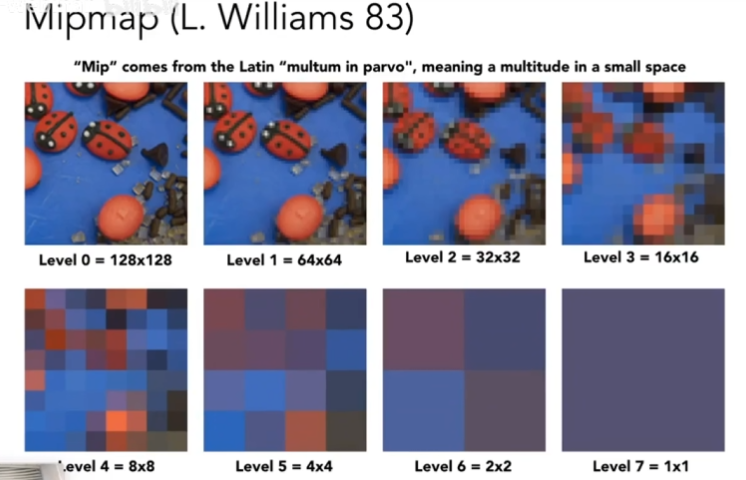 Mipmap (L. Williams 83)
“Mip” comes from the Latin “multum in parvo", meaning a multitude in a small space
Level 0 = 128x128
Level 1 = 64x64
Level 2 = 32x32
Level 3 = 16x16
Level 4 = 8x8
Level 5 = 4x4
Level 6 = 2x2
Level 7 = 1x1